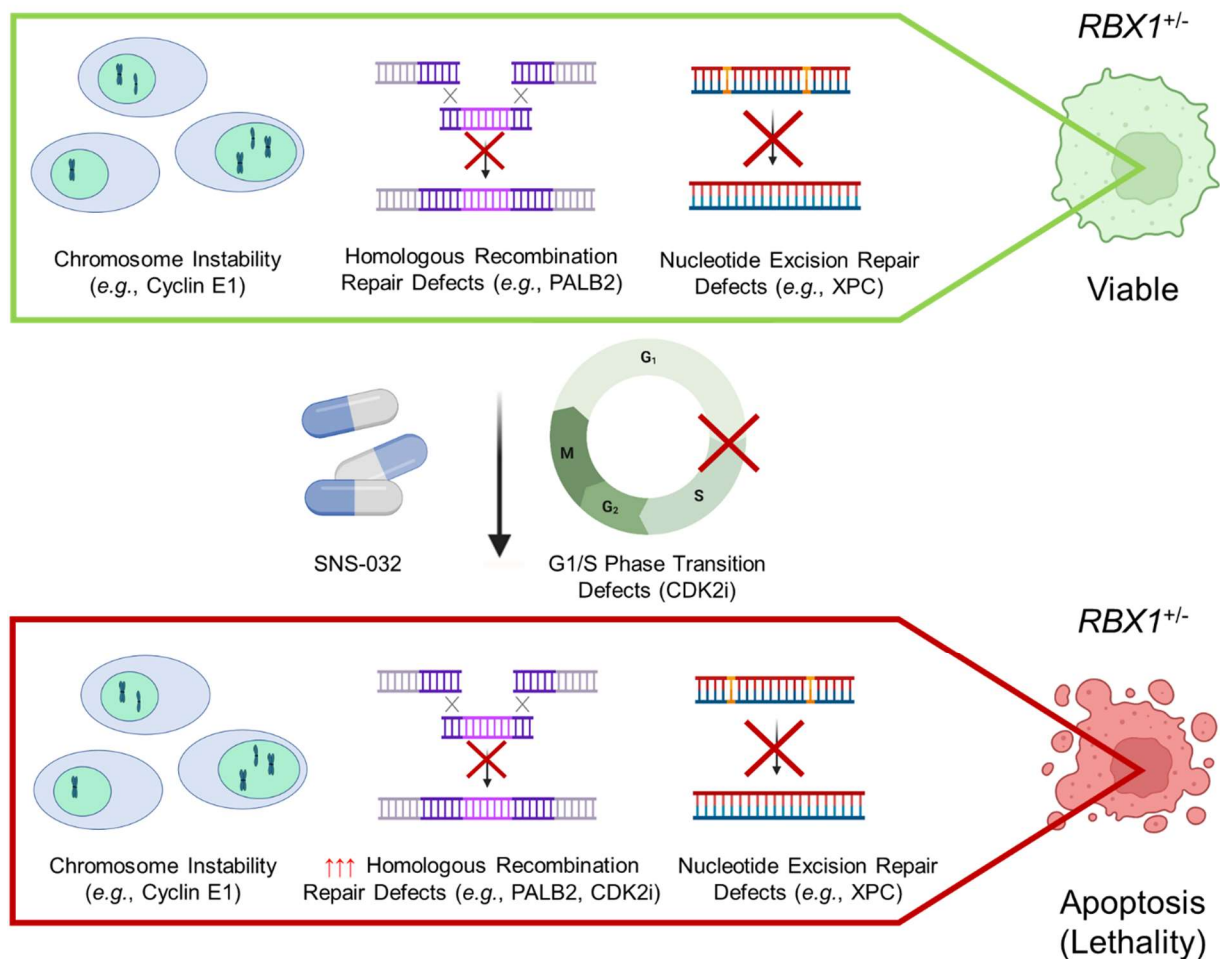 RBX1+/-
Chromosome Instability
(e.g., Cyclin E1)
Homologous Recombination
Repair Defects (e.g., PALB2)
Nucleotide Excision Repair
Defects (e.g., XPC)
Viable
G1
M
S
G2
SNS-032
G1/S Phase Transition
Defects (CDK2i)
RBX1+/-
Chromosome Instability
(e.g., Cyclin E1)
↑↑↑ Homologous Recombination
Repair Defects (e.g., PALB2, CDK2i)
Nucleotide Excision Repair
Defects (e.g., XPC)
Apoptosis
(Lethality)